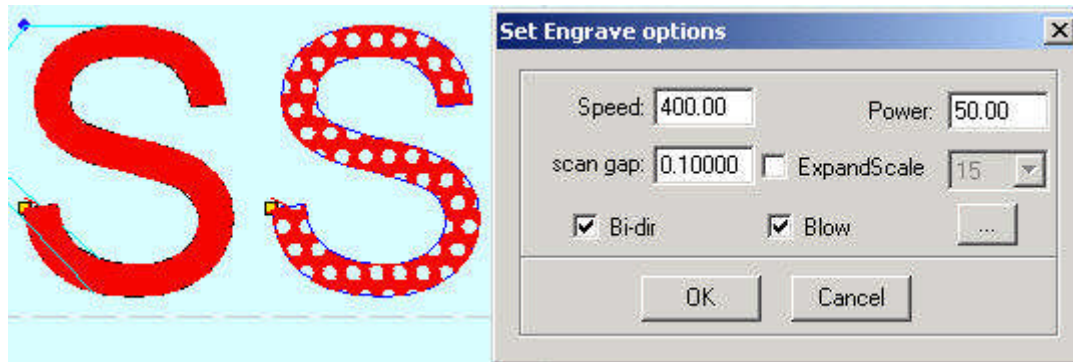 S S
Set Engrave options
Speed: 400.00 Power: 50.00
scan gap: 0.10000 ExpandScale 15
Bi-dir Blow ...
OK Cancel